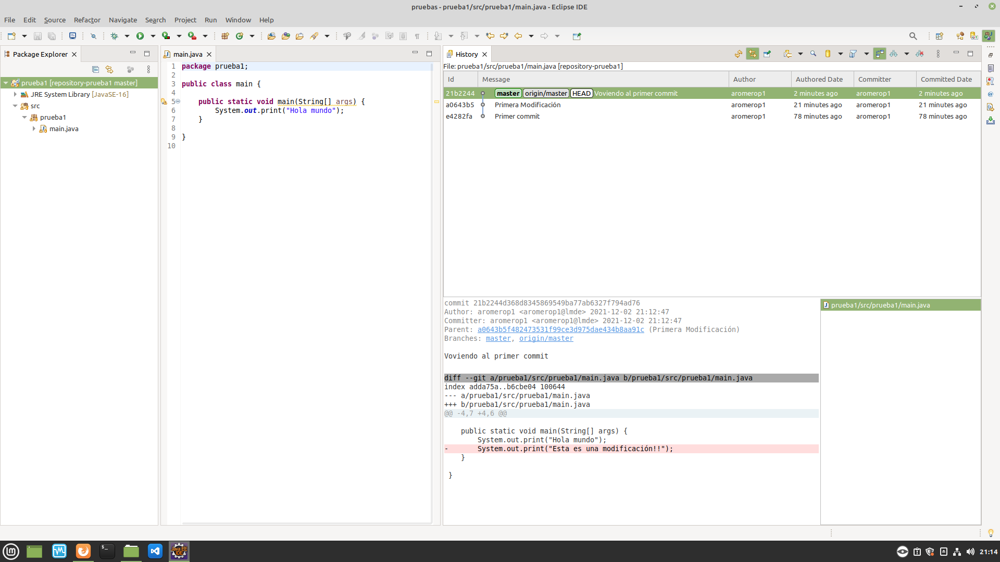 pruebas - prueba1/src/prueba1/main.java - Eclipse IDE
File Edit Source Refactor Navigate Search Project Run Window Help
Package Explorer
prueba1 [repository-prueba1 master]
JRE System Library [JavaSE-16]
src
prueba1
main.java
main.java
1 package prueba1;
2
3 public class main {
4
5 public static void main(String[] args) {
6 System.out.print("Hola mundo");
7 }
8
9 }
10
History
File: prueba1/src/prueba1/main.java [repository-prueba1]
Id Message Author Authored Date Committer Committed Date
21b2244 master origin/master HEAD Voviendo al primer commit aromerop1 2 minutes ago aromerop1 2 minutes ago
a0643b5 Primera Modificación aromerop1 21 minutes ago aromerop1 21 minutes ago
e4282fa Primer commit aromerop1 78 minutes ago aromerop1 78 minutes ago
commit 21b2244d368d8345869549ba77ab6327f794ad76
Author: aromerop1 <aromerop1@lmde> 2021-12-02 21:12:47
Committer: aromerop1 <aromerop1@lmde> 2021-12-02 21:12:47
Parent: a0643b5f482473531f99ce3d975dae434b8aa91c (Primera Modificación)
Branches: master, origin/master
Voviendo al primer commit
diff --git a/prueba1/src/prueba1/main.java b/prueba1/src/prueba1/main.java
index adda75a..b6cbe04 100644
--- a/prueba1/src/prueba1/main.java
+++ b/prueba1/src/prueba1/main.java
@@ -4,7 +4,6 @@
public static void main(String[] args) {
System.out.print("Hola mundo");
- System.out.print("Esta es una modificación!!");
}
}
prueba1/src/prueba1/main.java
Java EE
IDE
21:14